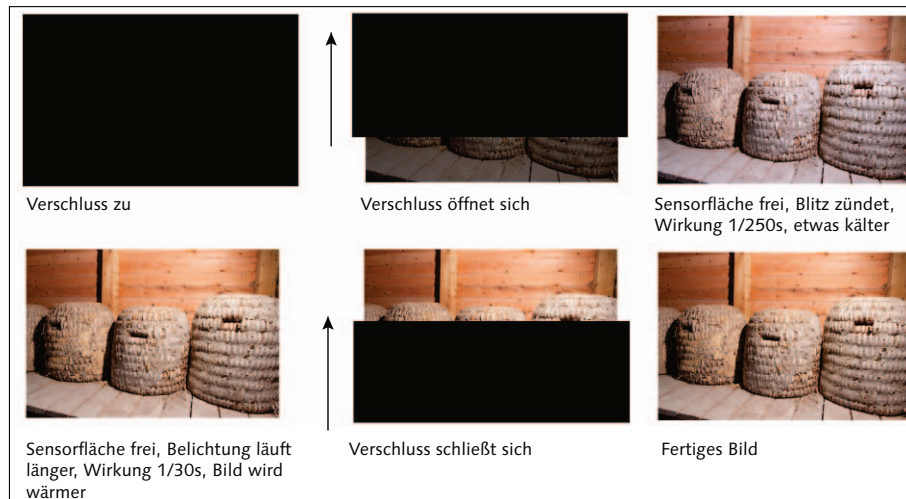 Verschluss zu
Verschluss öffnet sich
Sensorfläche frei, Blitz zündet,
Wirkung 1/250s, etwas kälter
Sensorfläche frei, Belichtung läuft
länger, Wirkung 1/30s, Bild wird
wärmer
Verschluss schließt sich
Fertiges Bild